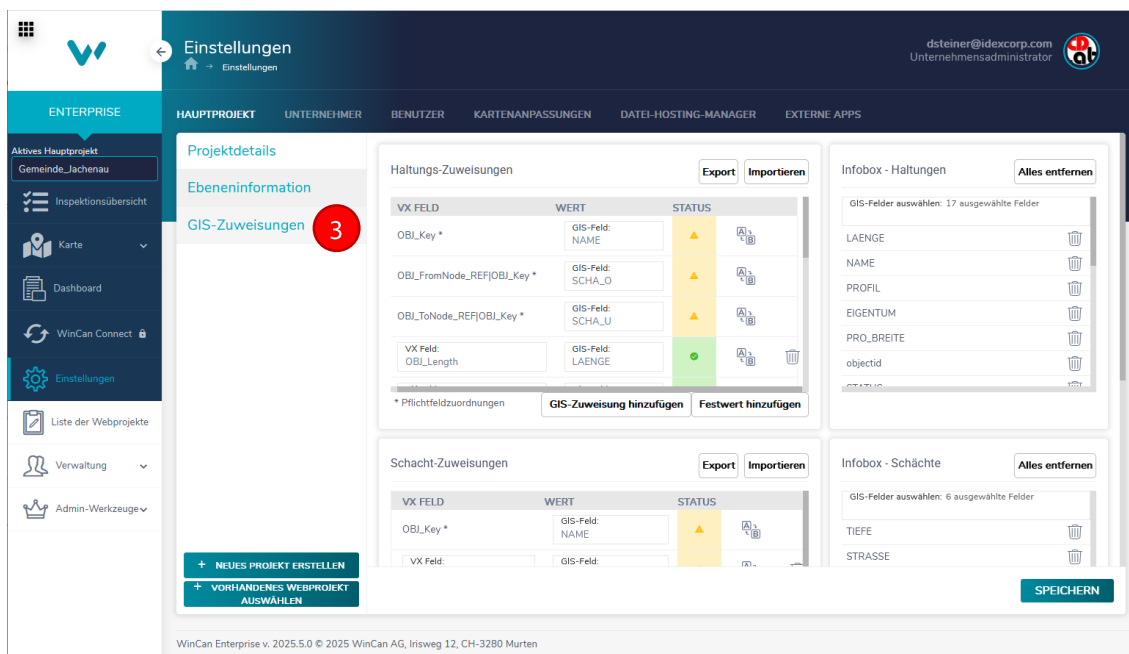 Einstellungen
→ Einstellungen
dsteiner@idexcorp.com
Unternehmensadministrator
ENTERPRISE
HAUPTPROJEKT UNTERNEHMER BENUTZER KARTENANPASSUNGEN DATEI-HOSTING-MANAGER EXTERNE APPS
Aktives Hauptprojekt
Gemeinde_Jachenau
Inspektionsübersicht
Karte
Dashboard
WinCan Connect
Einstellungen
Liste der Webprojekte
Verwaltung
Admin-Werkzeuge
Projektdetails
Ebeneninformation
GIS-Zuweisungen
3
+ NEUES PROJEKT ERSTELLEN
+ VORHANDENES WEBPROJEKT
AUSWÄHLEN
Haltungs-Zuweisungen Export Importieren
VX FELD WERT STATUS
OBJ_Key *
GIS-Feld:
NAME
OBJ_FromNode_REF|OBJ_Key *
GIS-Feld:
SCHA_O
OBJ_ToNode_REF|OBJ_Key *
GIS-Feld:
SCHA_U
VX Feld: GIS-Feld:
OBJ_Length LAENGE
* Pflichtfeldzuordnungen GIS-Zuweisung hinzufügen Festwert hinzufügen
Infobox - Haltungen Alles entfernen
GIS-Felder auswählen: 17 ausgewählte Felder
LAENGE
NAME
PROFIL
EIGENTUM
PRO_BREITE
objectid
STATUS
Schacht-Zuweisungen Export Importieren
VX FELD WERT STATUS
OBJ_Key *
GIS-Feld:
NAME
VX Feld: GIS-Feld:
Infobox - Schächte Alles entfernen
GIS-Felder auswählen: 6 ausgewählte Felder
TIEFE
STRASSE
SPEICHERN
WinCan Enterprise v. 2025.5.0 © 2025 WinCan AG, Irisweg 12, CH-3280 Murten